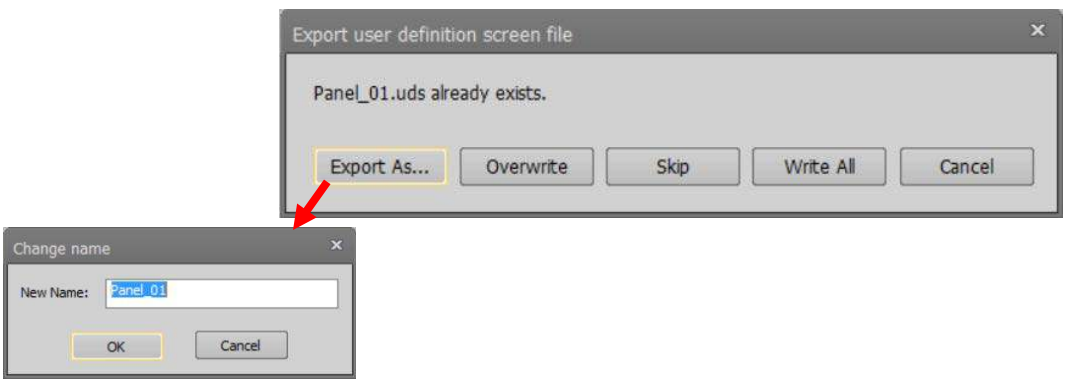 Export user definition screen file
Panel_01.uds already exists.
Export As... Overwrite Skip Write All Cancel
Change name
New Name: Panel_01
OK Cancel